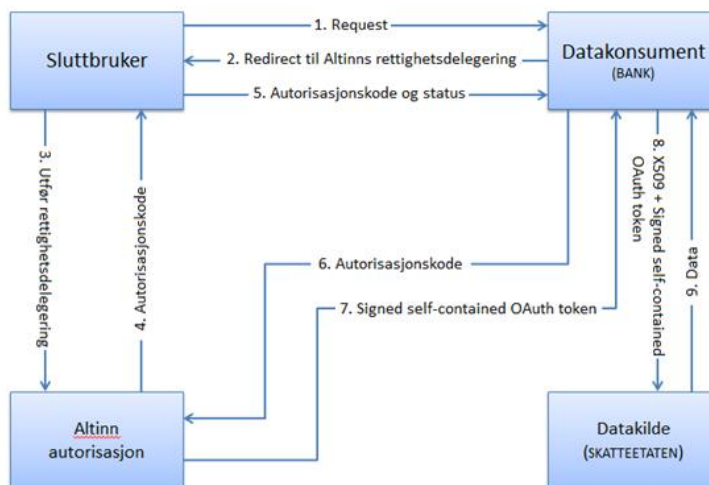 1. Request
Sluttbruker
2. Redirect til Altinns rettighetsdelegering
Datakonsument
(BANK)
5. Autorisasjonskode og status
3. Utfør rettighetsdelegering
4. Autorisasjonskode
8. X509 + Signed self-contained
OAuth token
9. Data
6. Autorisasjonskode
7. Signed self-contained OAuth token
Altinn
autorisasjon
Datakilde
(SKATTEETATEN)